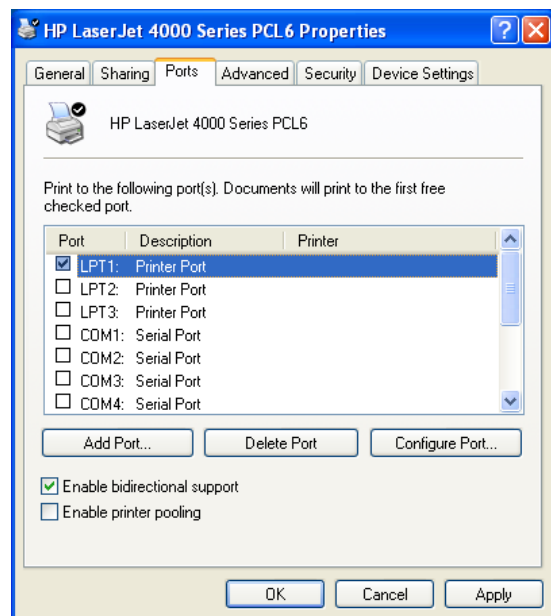 HP LaserJet 4000 Series PCL6 Properties
General Sharing Ports Advanced Security Device Settings
HP LaserJet 4000 Series PCL6
Print to the following port(s). Documents will print to the first free
checked port.
Port Description Printer
LPT1: Printer Port
LPT2: Printer Port
LPT3: Printer Port
COM1: Serial Port
COM2: Serial Port
COM3: Serial Port
COM4: Serial Port
Add Port... Delete Port Configure Port...
Enable bidirectional support
Enable printer pooling
OK Cancel Apply